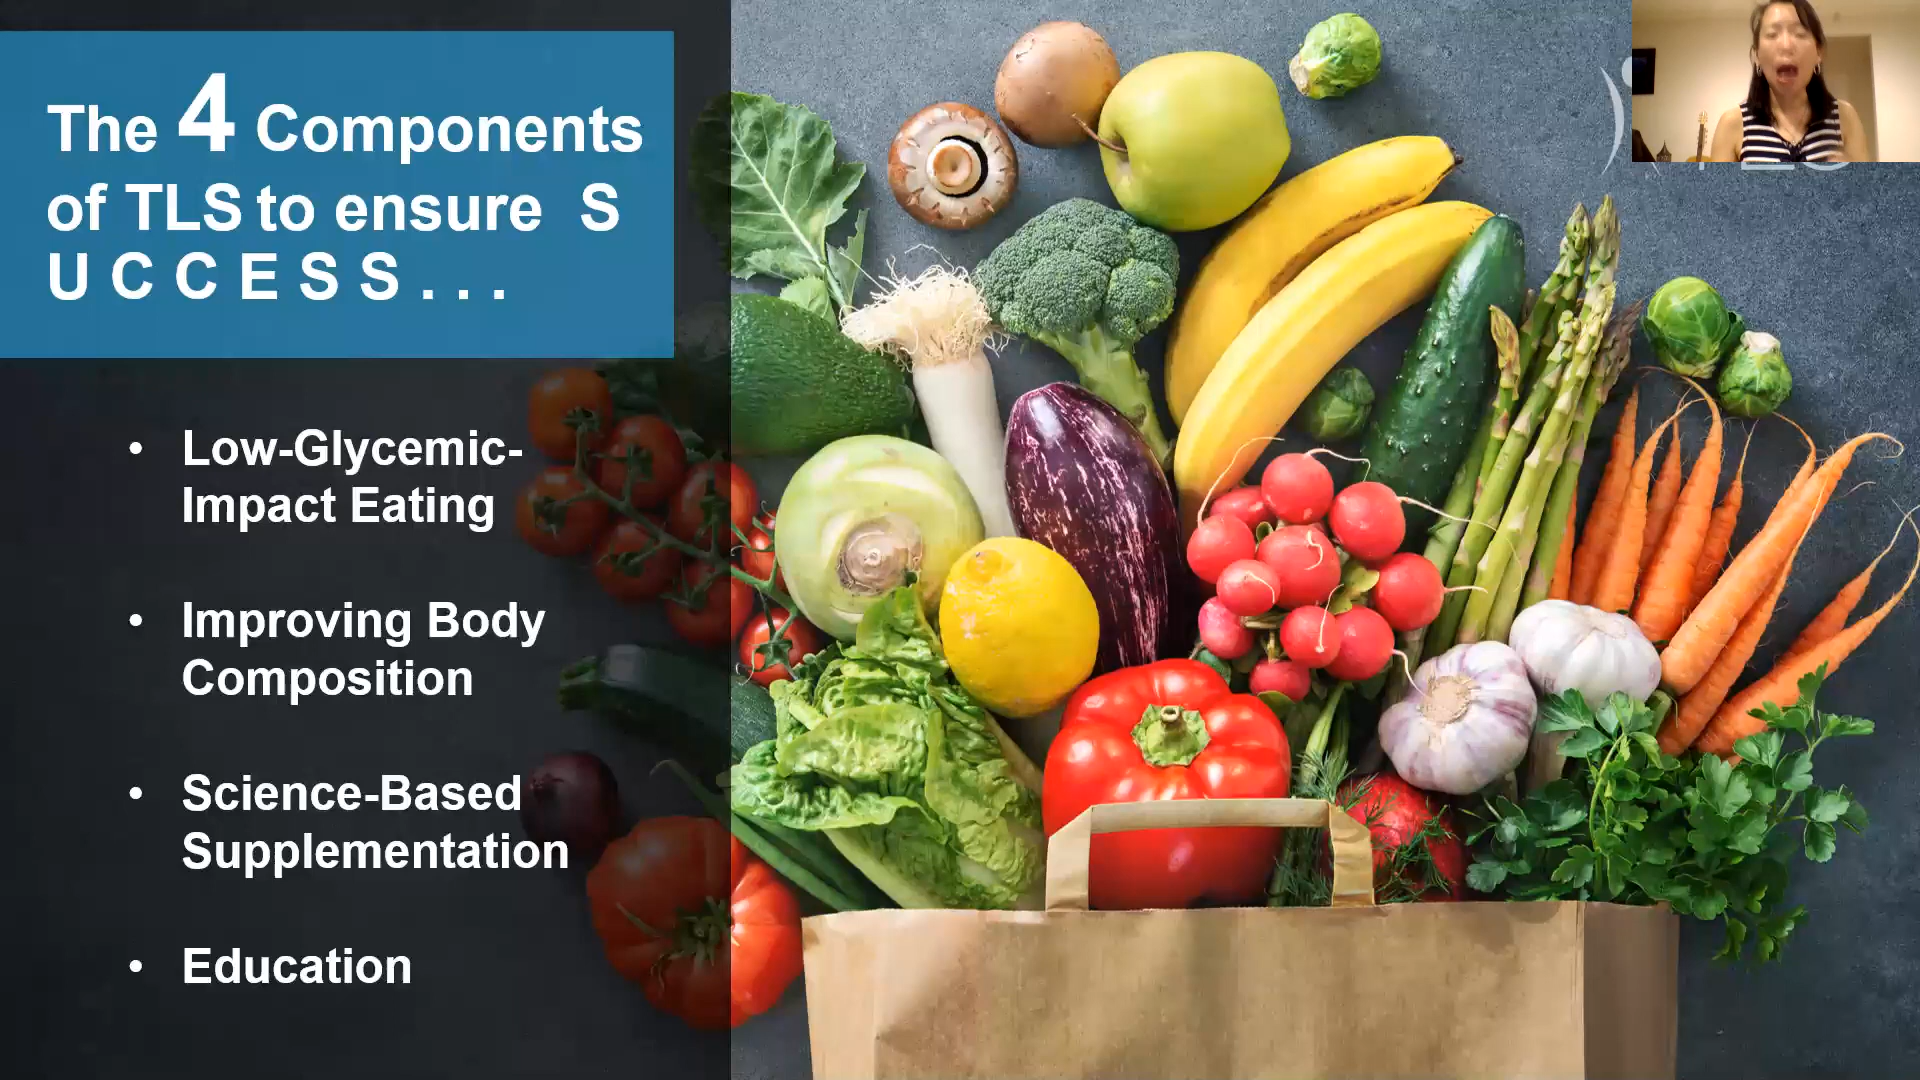 The 4 Components
of TLS to ensure S
U C C E S S . . .
• Low-Glycemic-
Impact Eating
• Improving Body
Composition
• Science-Based
Supplementation
• Education